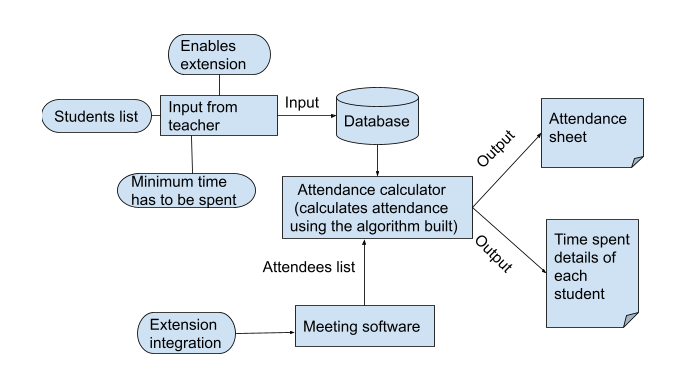 Enables
extension
Students list
Input from
teacher
Input
Database
Minimum time
has to be spent
Attendance calculator
(calculates attendance
using the algorithm built)
Output
Attendance
sheet
Output
Time spent
details of
each
student
Attendees list
Extension
integration
Meeting software